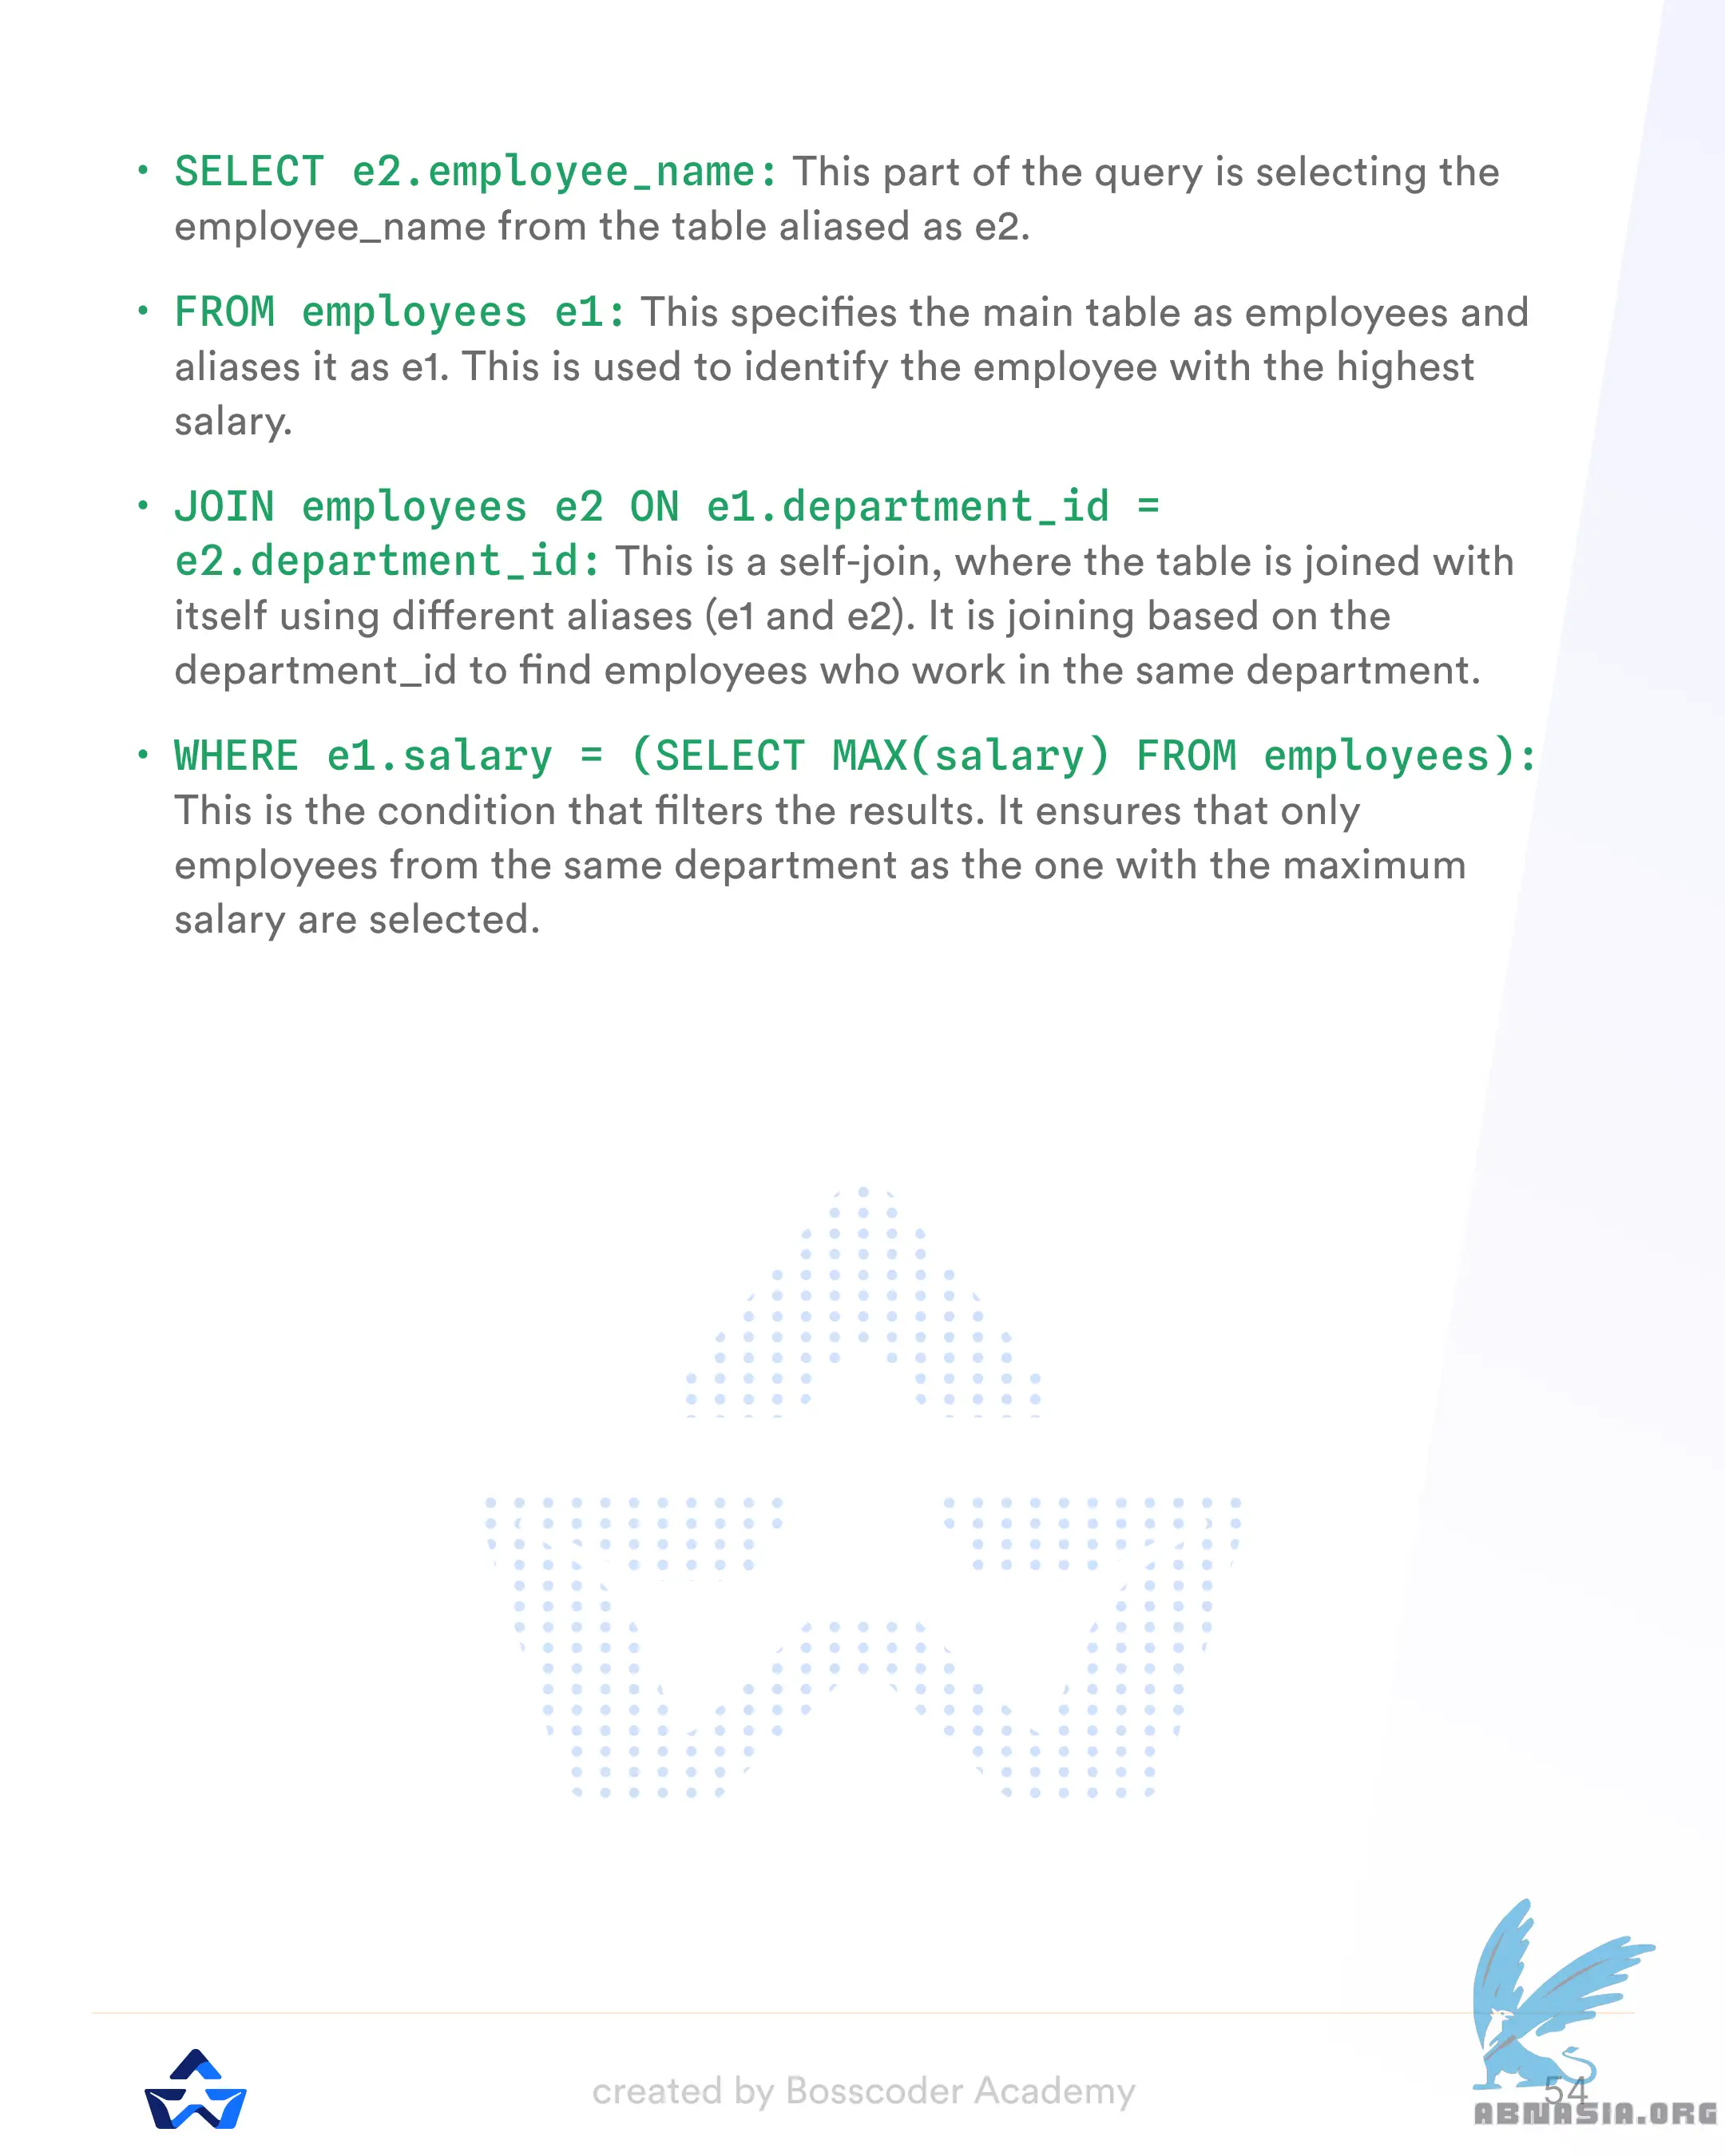 • SELECT e2.employee_name: This part of the query is selecting the
employee_name from the table aliased as e2.
• FROM employees e1: This specifies the main table as employees and
aliases it as e1. This is used to identify the employee with the highest
salary.
• JOIN employees e2 ON e1.department_id =
e2.department_id: This is a self-join, where the table is joined with
itself using different aliases (e1 and e2). It is joining based on the
department_id to find employees who work in the same department.
• WHERE e1.salary = (SELECT MAX(salary) FROM employees):
This is the condition that filters the results. It ensures that only
employees from the same department as the one with the maximum
salary are selected.
created by Bosscoder Academy
54
ABNASIA.ORG